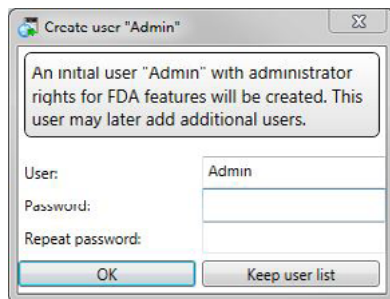 Create user "Admin"
An initial user "Admin" with administrator
rights for FDA features will be created. This
user may later add additional users.
User:
Admin
Password:
Repeat password:
OK
Keep user list